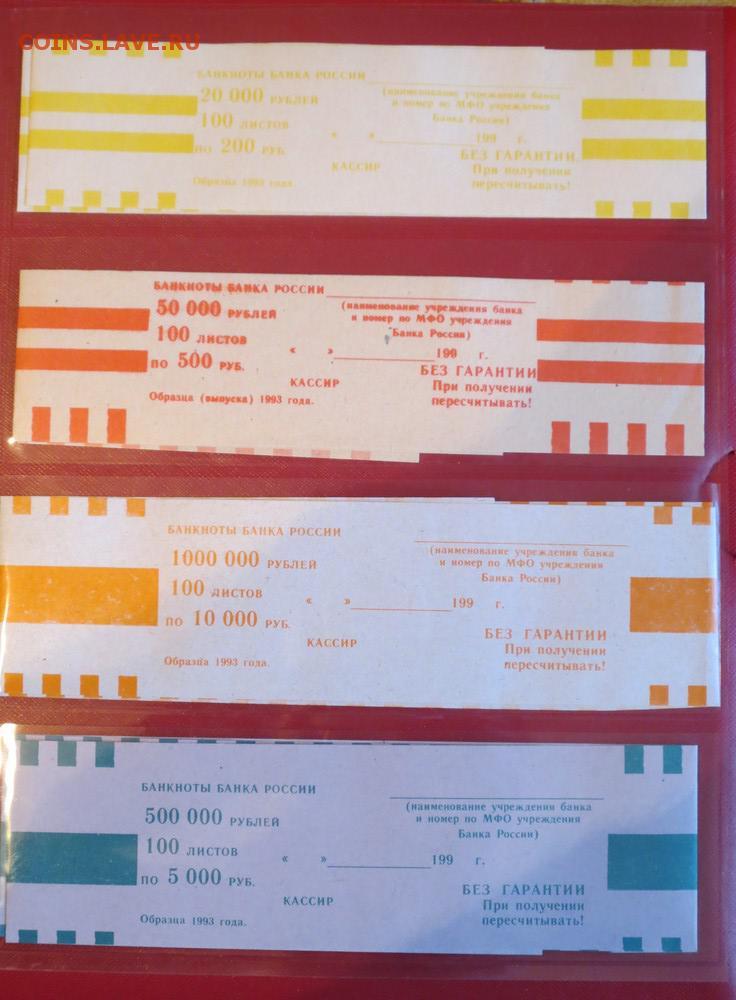 COINS.LAVE.RU
БАНКНОТЫ БАНКА РОССИИ
20 000 РУБЛЕЙ
(наименование учреждения банка
и номер по МФО учреждения
Банка России)
100 ЛИСТОВ
« » 199 г.
ПО 200 РУБ.
БЕЗ ГАРАНТИИ.
КАССИР
При получении
пересчитывать!
Образца 1993 года.
БАНКНОТЫ БАНКА РОССИИ
50 000 РУБЛЕЙ
(наименование учреждения банка
и номер по МФО учреждения
Банка России)
100 ЛИСТОВ
« » 199 г.
ПО 500 РУБ.
БЕЗ ГАРАНТИИ
КАССИР
При получении
пересчитывать!
Образца (выпуска) 1993 года.
БАНКНОТЫ БАНКА РОССИИ
(наименование учреждения банка
и номер по МФО учреждения
Банка России)
1000 000 РУБЛЕЙ
100 ЛИСТОВ
« » 199 г.
ПО 10 000 РУБ.
БЕЗ ГАРАНТИИ
КАССИР
При получении
пересчитывать!
Образца 1993 года.
БАНКНОТЫ БАНКА РОССИИ
(наименование учреждения банка
и номер по МФО учреждения
Банка России)
500 000 РУБЛЕЙ
100 ЛИСТОВ
« » 199 г.
ПО 5 000 РУБ.
БЕЗ ГАРАНТИИ
КАССИР
При получении
пересчитывать!
Образца 1993 года.